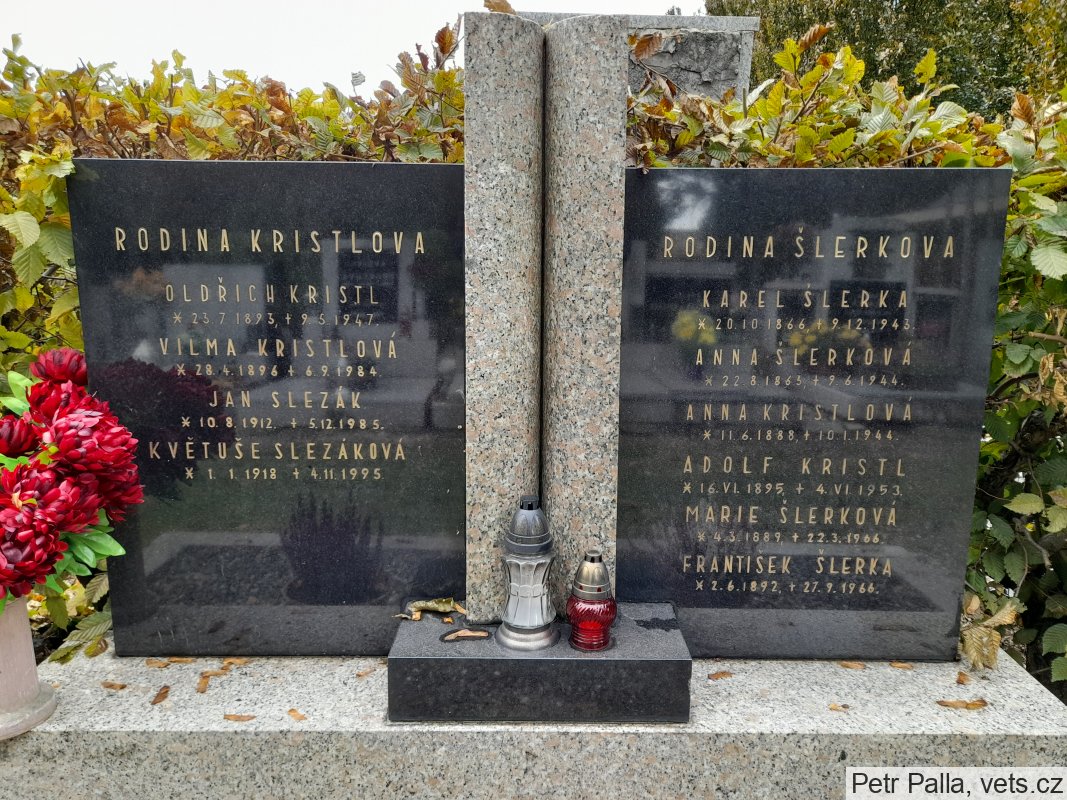 RODINA KRISTLOVA
OLDŘICH KRISTL
* 23.7.1893, + 9.5.1947.
VILMA KRISTLOVÁ
* 28.4.1896 + 6.9.1984.
JAN SLEZÁK
* 10.8.1912. + 5.12.1985.
KVĚTUŠE SLEZÁKOVÁ
* 1. 1. 1918 + 4.11.1995
RODINA ŠLERKOVA
KAREL ŠLERKA
* 20.10.1866 + 9.12.1943.
ANNA ŠLERKOVÁ
* 22.8.1865 + 9.6.1944.
ANNA KRISTLOVÁ
* 11.6.1888 + 10.1.1944.
ADOLF KRISTL
* 16.VI.1895, + 4.VI.1953.
MARIE ŠLERKOVÁ
* 4.3.1889 + 22.3.1966.
FRANTIŠEK ŠLERKA
* 2.6.1892, + 27.9.1966.
Petr Palla, vets.cz